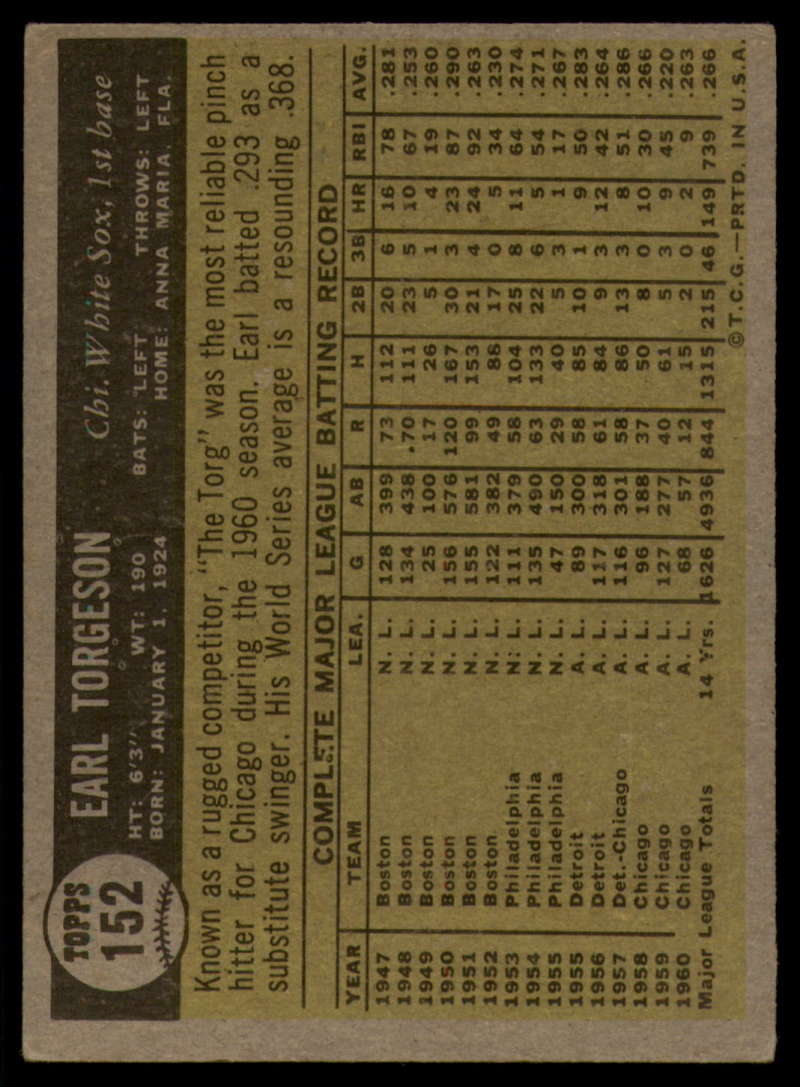 TOPPS
152
EARL TORGESON Chi. White Sox, 1st base
HT: 6'3" WT: 190 BATS: LEFT THROWS: LEFT
BORN: JANUARY 1, 1924 HOME: ANNA MARIA, FLA.
Known as a rugged competitor, "The Torg" was the most reliable pinch
hitter for Chicago during the 1960 season. Earl batted .293 as a
substitute swinger. His World Series average is a resounding .368.
COMPLETE MAJOR LEAGUE BATTING RECORD
YEAR TEAM LEA. G AB R H 2B 3B HR RBI AVG.
1947 Boston N. L. 128 399 73 112 20 6 16 78 .281
1948 Boston N. L. 134 438 .70 111 23 5 10 67 .253
1949 Boston N. L. 25 100 17 26 5 1 4 19 .260
1950 Boston N. L. 156 576 120 167 30 3 23 87 .290
1951 Boston N. L. 155 581 99 153 21 4 24 92 .263
1952 Boston N. L. 122 382 49 88 17 0 5 34 .230
1953 Philadelphia N. L. 111 379 58 104 25 8 11 64 .274
1954 Philadelphia N. L. 135 490 63 133 22 6 5 54 .271
1955 Philadelphia N. L. 47 150 29 40 5 3 1 17 .267
1955 Detroit A. L. 89 300 58 85 10 1 9 50 .283
1956 Detroit A. L. 117 318 61 84 9 3 12 42 .264
1957 Det.-Chicago A. L. 116 301 58 86 13 3 8 51 .286
1958 Chicago A. L. 96 188 37 50 8 0 10 30 .266
1959 Chicago A. L. 127 277 40 61 5 3 9 45 .220
1960 Chicago A. L. 68 57 12 15 2 0 2 9 .263
Major League Totals 14 Yrs. 1626 4936 844 1315 215 46 149 739 .266
©T.C.G.—PRTD. IN U.S.A.